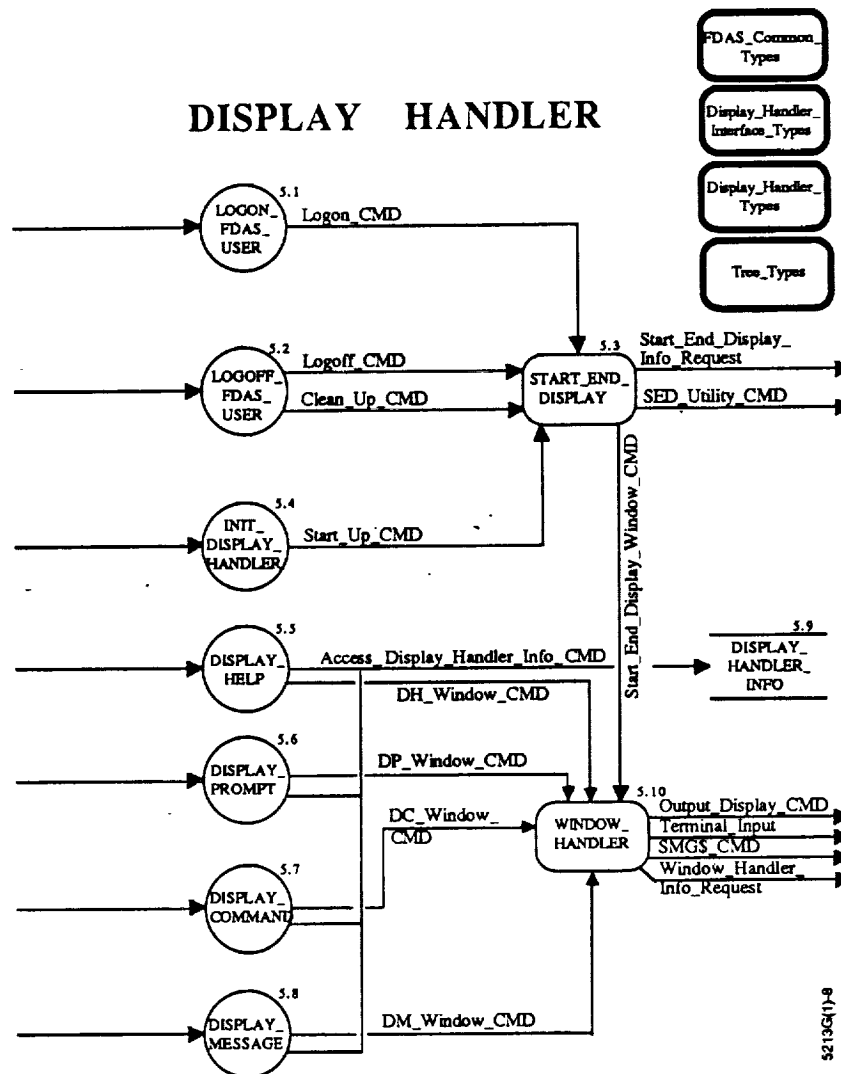 FDAS_Common_
Types
DISPLAY HANDLER
Display_Handler_
Interface_Types
Display_Handler_
Types
Tree_Types
5.1
LOGON_
FDAS_
USER
Logon_CMD
5.2
LOGOFF_
FDAS_
USER
Logoff_CMD
Clean_Up_CMD
5.3
START_END_
DISPLAY
Start_End_Display_
Info_Request
SED_Utility_CMD
Start_End_Display_Window_CMD
5.4
INIT_
DISPLAY_
HANDLER
Start_Up_CMD
5.5
DISPLAY_
HELP
Access_Display_Handler_Info_CMD
DH_Window_CMD
5.9
DISPLAY_
HANDLER_
INFO
5.6
DISPLAY_
PROMPT
DP_Window_CMD
5.10
WINDOW_
HANDLER
Output_Display_CMD
Terminal_Input
SMG$_CMD
Window_Handler_
Info_Request
DC_Window_
CMD
5.7
DISPLAY_
COMMAND
5.8
DISPLAY_
MESSAGE
DM_Window_CMD
5213G(1)-8